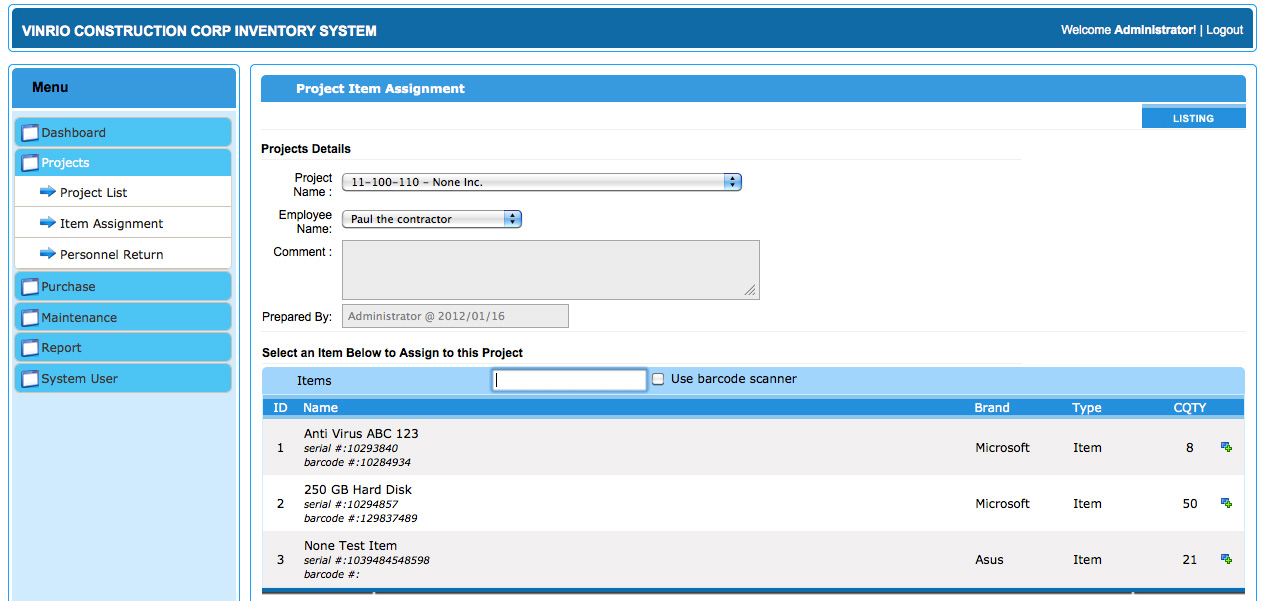 VINRIO CONSTRUCTION CORP INVENTORY SYSTEM
Welcome Administrator! | Logout
Menu
Dashboard
Projects
Project List
Item Assignment
Personnel Return
Purchase
Maintenance
Report
System User
Project Item Assignment
LISTING
Projects Details
Project
Name :
11-100-110 - None Inc.
Employee
Name:
Paul the contractor
Comment :
Prepared By:
Administrator @ 2012/01/16
Select an Item Below to Assign to this Project
Items
Use barcode scanner
ID Name Brand Type CQTY
Anti Virus ABC 123
serial #:10293840
1 Microsoft Item 8
barcode #:10284934
250 GB Hard Disk
serial #:10294857
2 Microsoft Item 50
barcode #:129837489
None Test Item
serial #:1039484548598
3 Asus Item 21
barcode #: